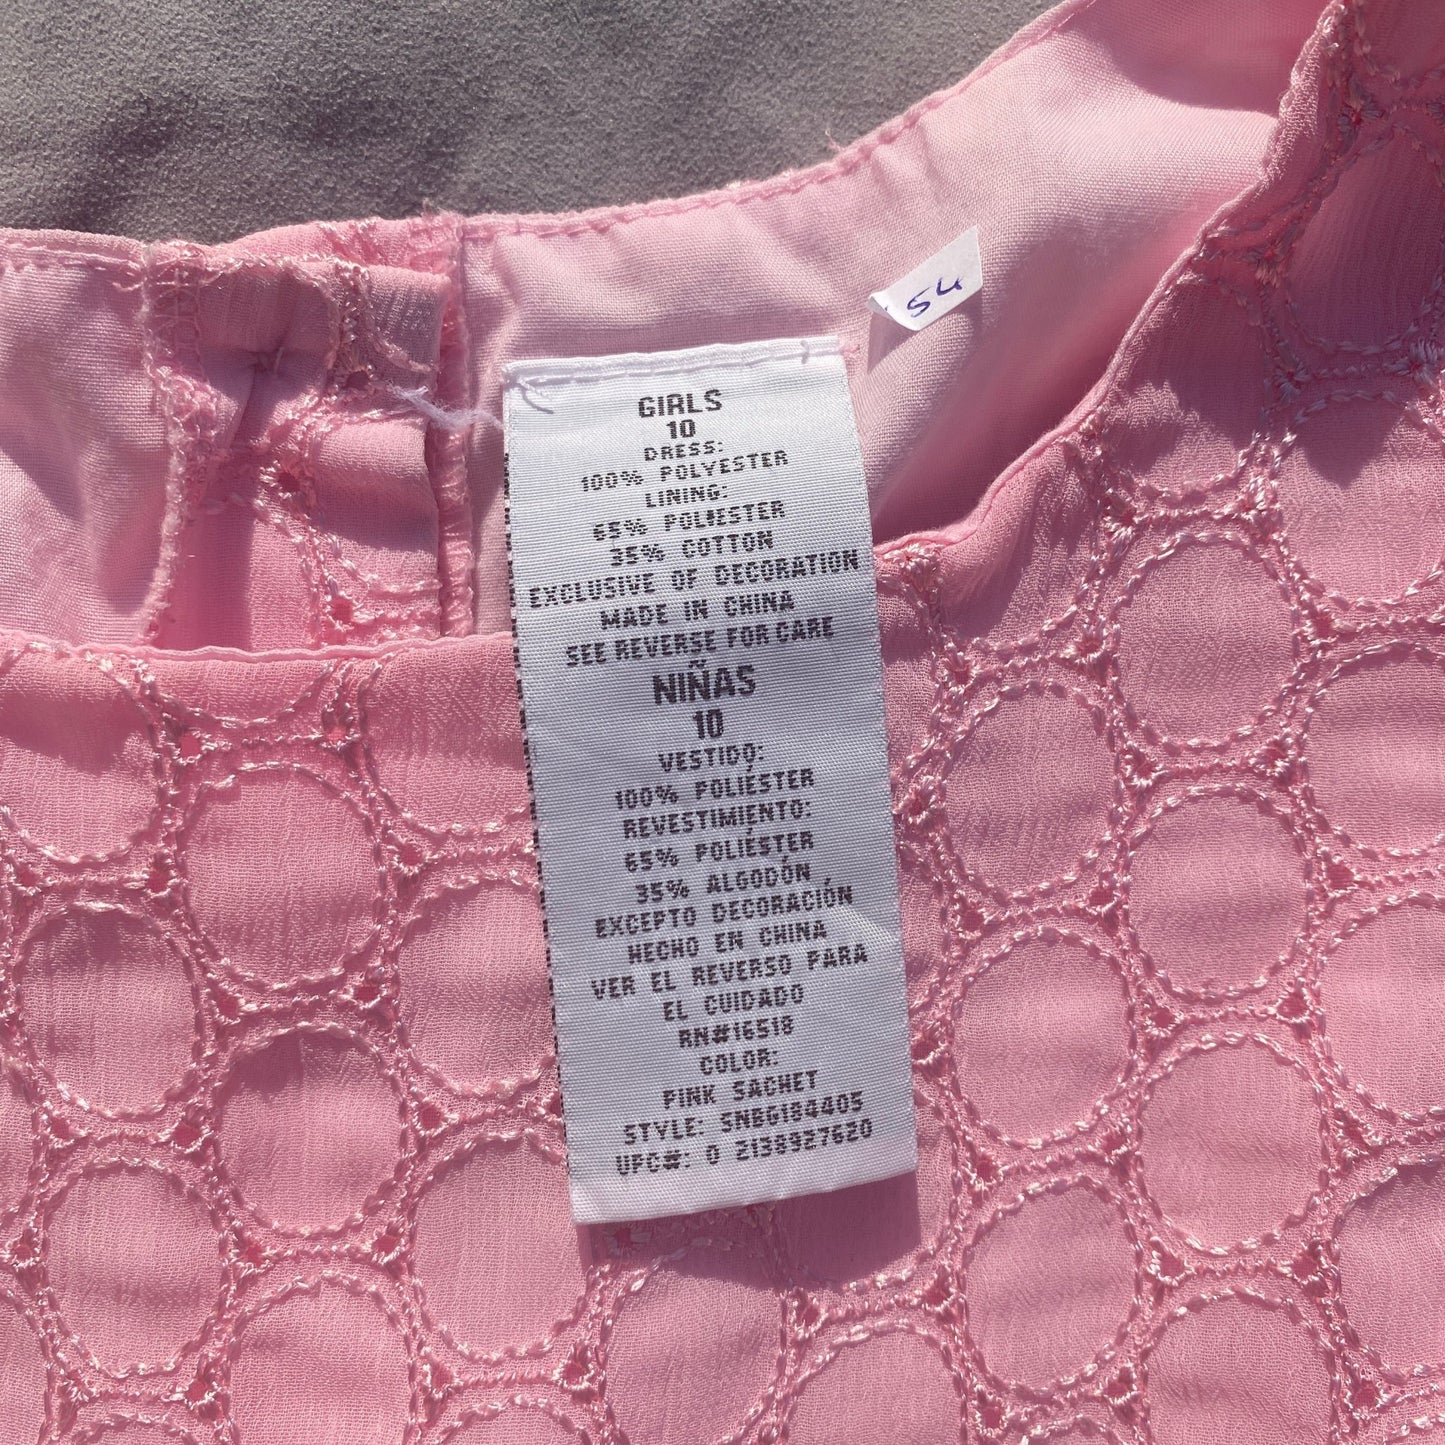 54
GIRLS
10
DRESS:
100% POLYESTER
LINING:
65% POLIESTER
35% COTTON
EXCLUSIVE OF DECORATION
MADE IN CHINA
SEE REVERSE FOR CARE
NIÑAS
10
VESTIDO:
100% POLIÉSTER
REVESTIMIENTO:
65% POLIÉSTER
35% ALGODÓN
EXCEPTO DECORACIÓN
HECHO EN CHINA
VER EL REVERSO PARA
EL CUIDADO
RN#16518
COLOR:
PINK SACHET
STYLE: SNBG184405
UPC#: 0 2138927620